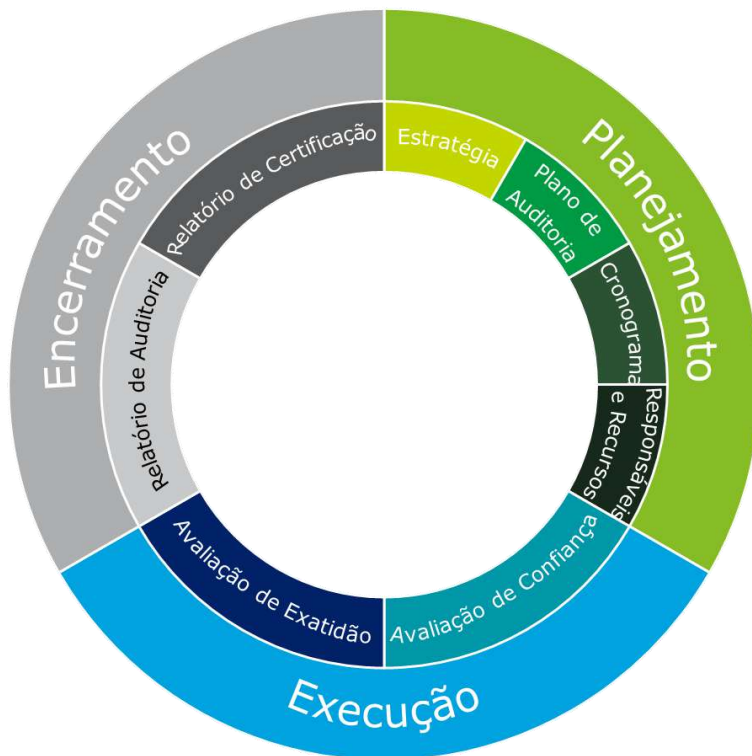 Planejamento
Estratégia
Plano de
Auditoria
Cronograma
Responsáveis
e Recursos
Execução
Avaliação de Confiança
Avaliação de Exatidão
Encerramento
Relatório de Auditoria
Relatório de Certificação